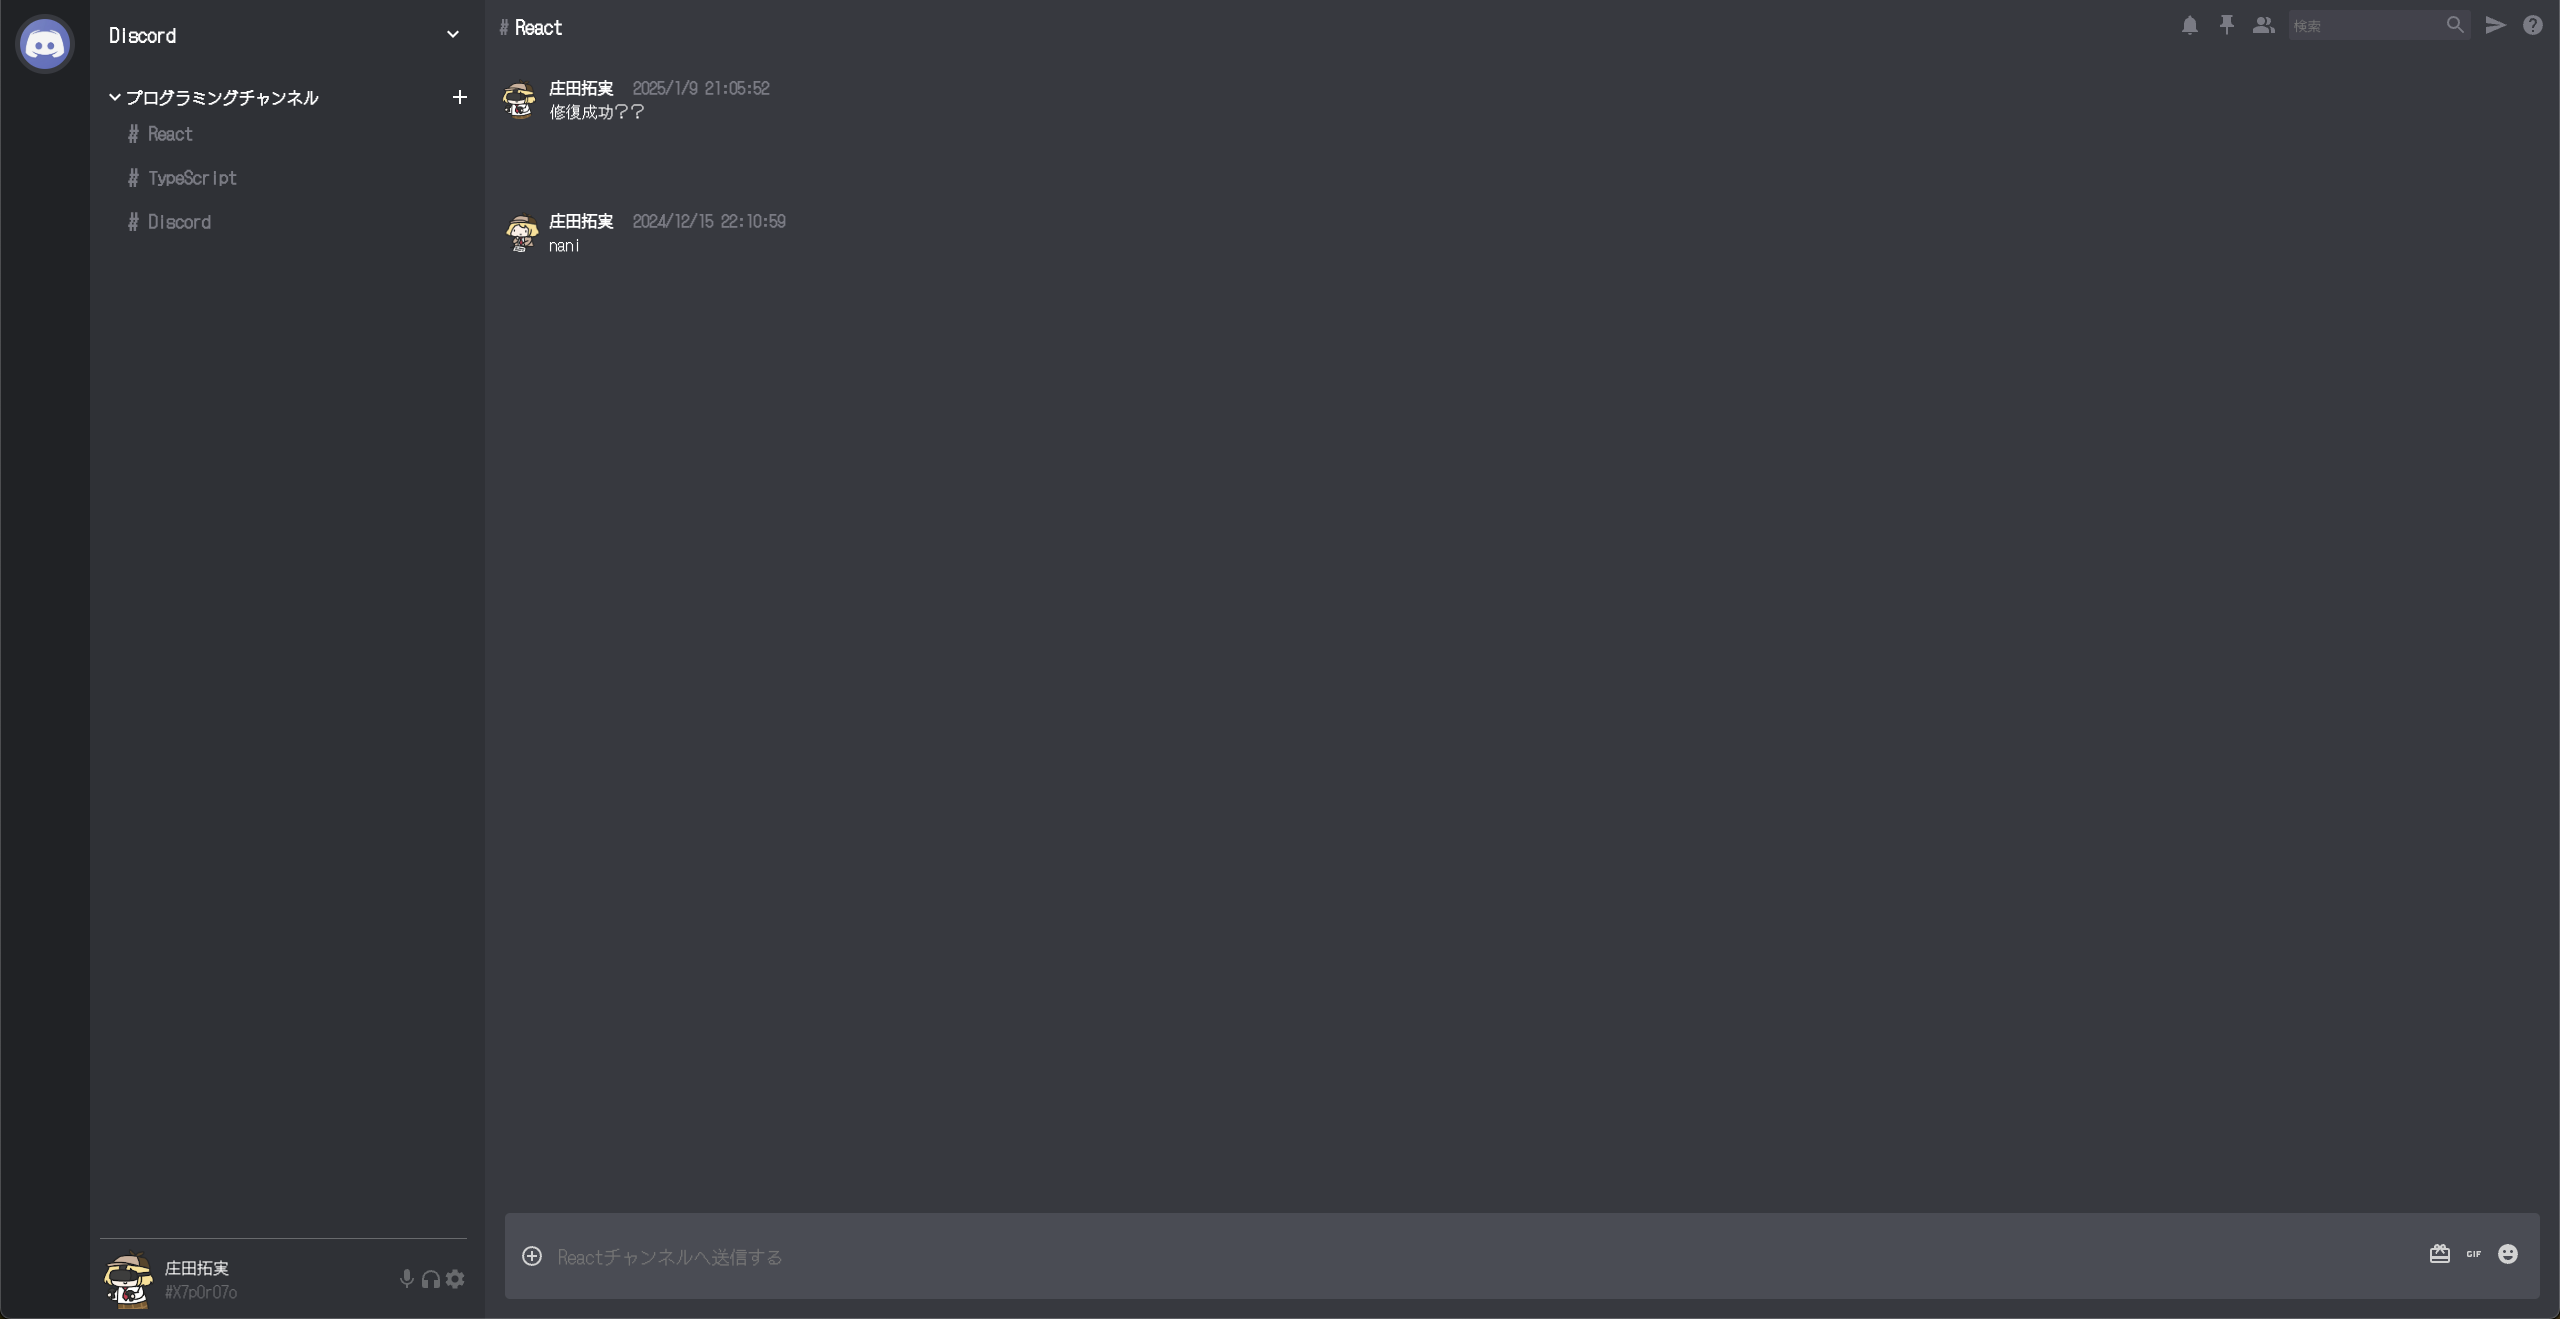 Discord
プログラミングチャンネル
# React
# TypeScript
# Discord
庄田拓実
#X7pOr07o
# React
検索
庄田拓実 2025/1/9 21:05:52
修復成功??
庄田拓実 2024/12/15 22:10:59
nani
Reactチャンネルへ送信する
GIF